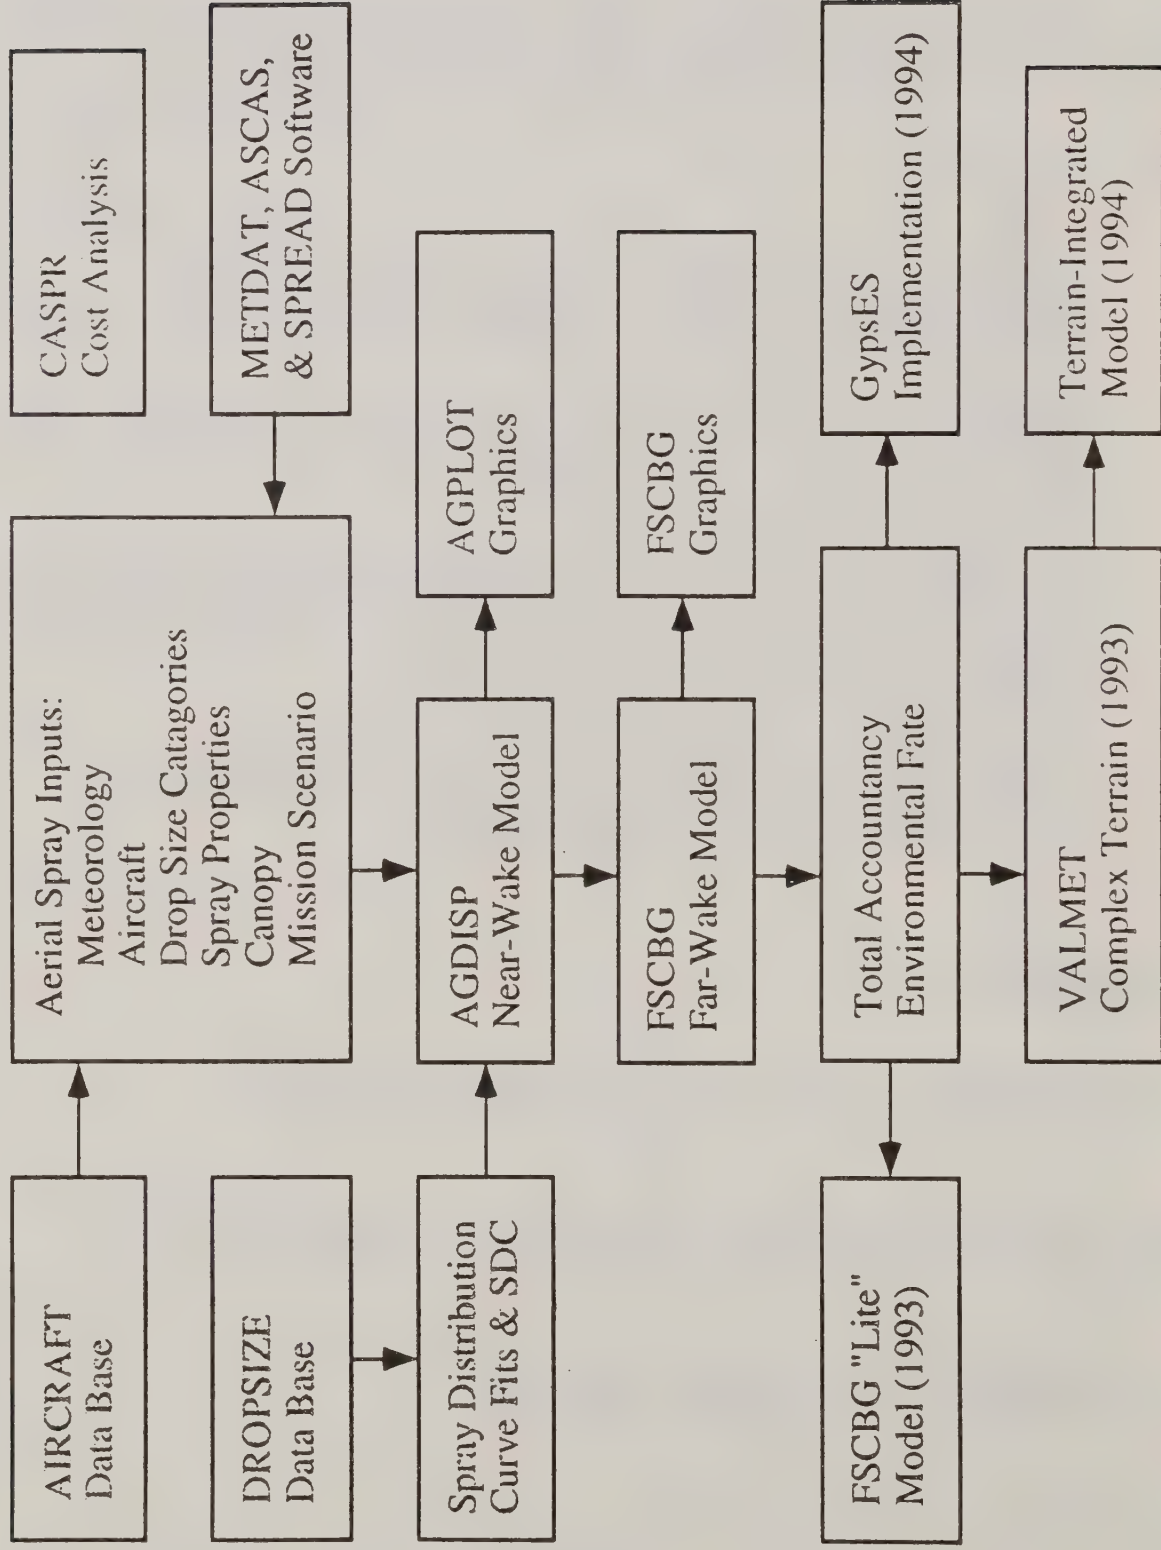 AIRCRAFT
Data Base
Aerial Spray Inputs:
Meteorology
Aircraft
Drop Size Catagories
Spray Properties
Canopy
Mission Scenario
CASPR
Cost Analysis
DROPSIZE
Data Base
METDAT, ASCAS,
& SPREAD Software
Spray Distribution
Curve Fits & SDC
AGDISP
Near-Wake Model
AGPLOT
Graphics
FSCBG
Far-Wake Model
FSCBG
Graphics
FSCBG "Lite"
Model (1993)
Total Accountancy
Environmental Fate
GypsES
Implementation (1994)
VALMET
Complex Terrain (1993)
Terrain-Integrated
Model (1994)